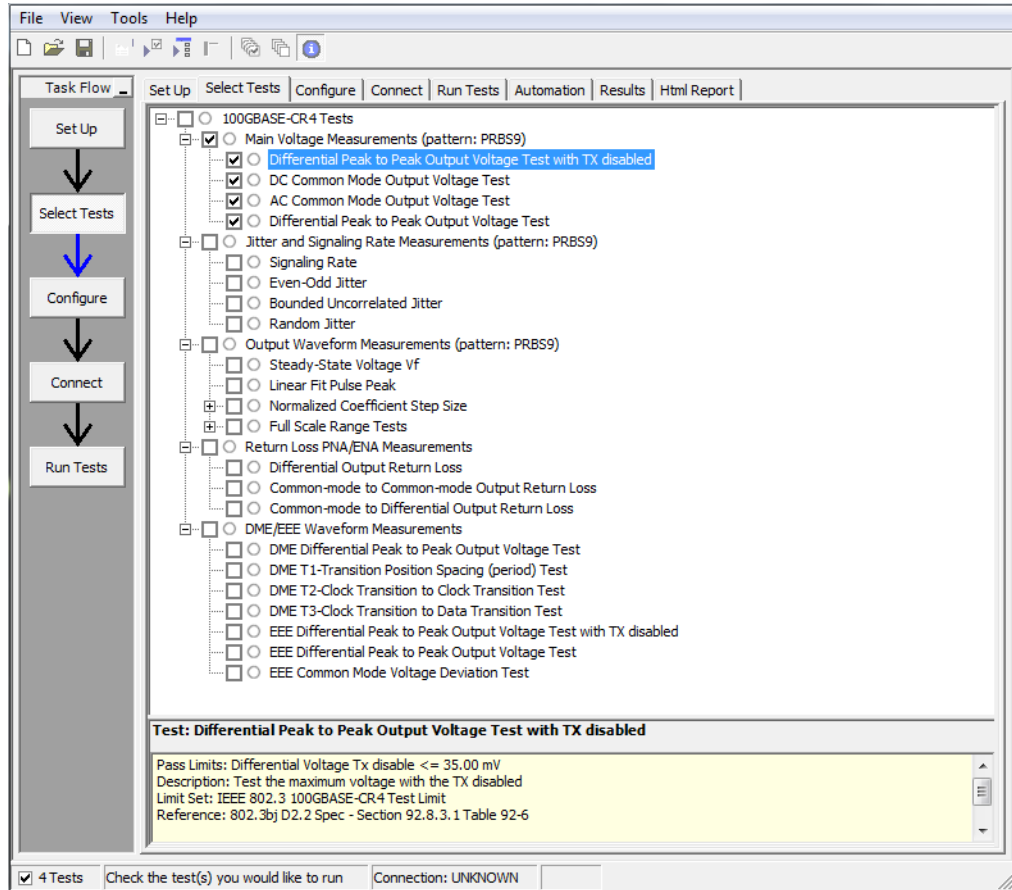 File View Tools Help
Task Flow
Set Up
Select Tests
Configure
Connect
Run Tests
Set Up Select Tests Configure Connect Run Tests Automation Results Html Report
100GBASE-CR4 Tests
Main Voltage Measurements (pattern: PRBS9)
Differential Peak to Peak Output Voltage Test with TX disabled
DC Common Mode Output Voltage Test
AC Common Mode Output Voltage Test
Differential Peak to Peak Output Voltage Test
Jitter and Signaling Rate Measurements (pattern: PRBS9)
Signaling Rate
Even-Odd Jitter
Bounded Uncorrelated Jitter
Random Jitter
Output Waveform Measurements (pattern: PRBS9)
Steady-State Voltage Vf
Linear Fit Pulse Peak
Normalized Coefficient Step Size
Full Scale Range Tests
Return Loss PNA/ENA Measurements
Differential Output Return Loss
Common-mode to Common-mode Output Return Loss
Common-mode to Differential Output Return Loss
DME/EEE Waveform Measurements
DME Differential Peak to Peak Output Voltage Test
DME T1-Transition Position Spacing (period) Test
DME T2-Clock Transition to Clock Transition Test
DME T3-Clock Transition to Data Transition Test
EEE Differential Peak to Peak Output Voltage Test with TX disabled
EEE Differential Peak to Peak Output Voltage Test
EEE Common Mode Voltage Deviation Test
Test: Differential Peak to Peak Output Voltage Test with TX disabled
Pass Limits: Differential Voltage Tx disable <= 35.00 mV
Description: Test the maximum voltage with the TX disabled
Limit Set: IEEE 802.3 100GBASE-CR4 Test Limit
Reference: 802.3bj D2.2 Spec - Section 92.8.3.1 Table 92-6
4 Tests Check the test(s) you would like to run Connection: UNKNOWN